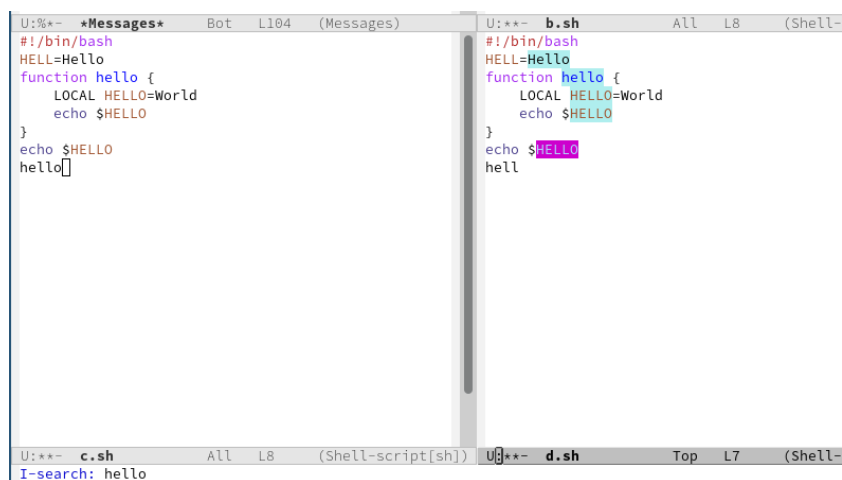 U:%*-  *Messages*     Bot   L104   (Messages)
#!/bin/bash
HELL=Hello
function hello {
    LOCAL HELLO=World
    echo $HELLO
}
echo $HELLO
hello
U:**-  c.sh           All   L8     (Shell-script[sh])
U:**-  b.sh           All   L8     (Shell-
#!/bin/bash
HELL=Hello
function hello {
    LOCAL HELLO=World
    echo $HELLO
}
echo $HELLO
hell
U:**-  d.sh           Top   L7     (Shell-
I-search: hello